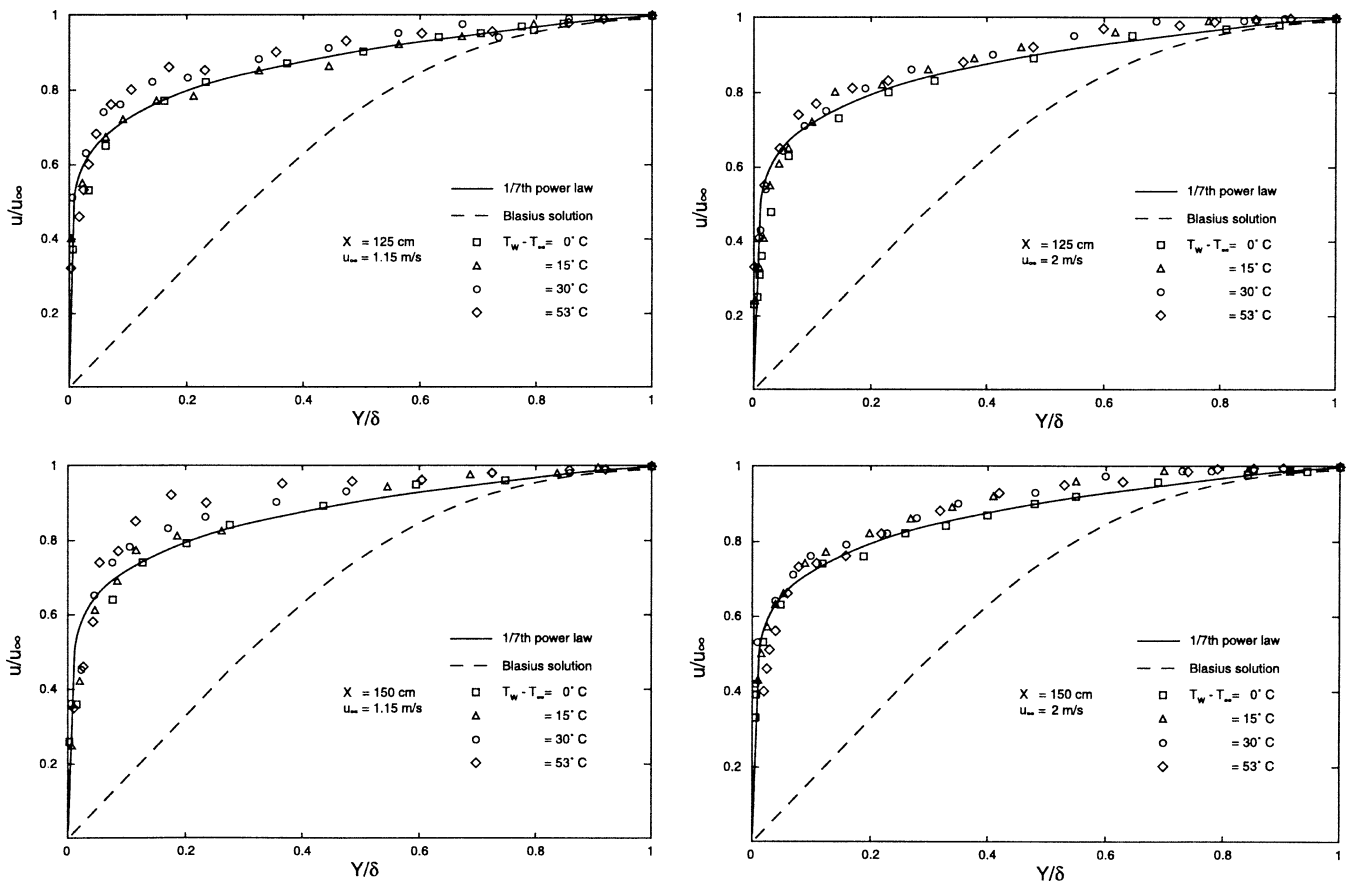 1
0.8
0.6
0.4
0.2
u/u∞
1/7th power law
Blasius solution
X = 125 cm
u∞ = 1.15 m/s
Tw - T∞= 0° C
= 15° C
= 30° C
= 53° C
0 0.2 0.4 0.6 0.8 1
Y/δ
1
0.8
0.6
0.4
0.2
u/u∞
1/7th power law
Blasius solution
X = 125 cm
u∞ = 2 m/s
Tw - T∞= 0° C
= 15° C
= 30° C
= 53° C
0 0.2 0.4 0.6 0.8 1
Y/δ
1
0.8
0.6
0.4
0.2
u/u∞
1/7th power law
Blasius solution
X = 150 cm
u∞ = 1.15 m/s
Tw - T∞= 0° C
= 15° C
= 30° C
= 53° C
0 0.2 0.4 0.6 0.8 1
Y/δ
1
0.8
0.6
0.4
0.2
u/u∞
1/7th power law
Blasius solution
X = 150 cm
u∞ = 2 m/s
Tw - T∞= 0° C
= 15° C
= 30° C
= 53° C
0 0.2 0.4 0.6 0.8 1
Y/δ